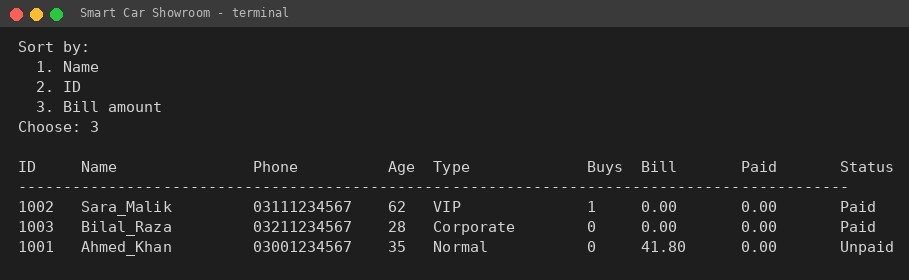 Smart Car Showroom - terminal
Sort by:
  1. Name
  2. ID
  3. Bill amount
Choose: 3
ID     Name               Phone          Age  Type                 Buys  Bill       Paid       Status
--------------------------------------------------------------------------------------------
1002   Sara_Malik         03111234567    62   VIP                  1     0.00       0.00       Paid
1003   Bilal_Raza         03211234567    28   Corporate            0     0.00       0.00       Paid
1001   Ahmed_Khan         03001234567    35   Normal               0     41.80      0.00       Unpaid